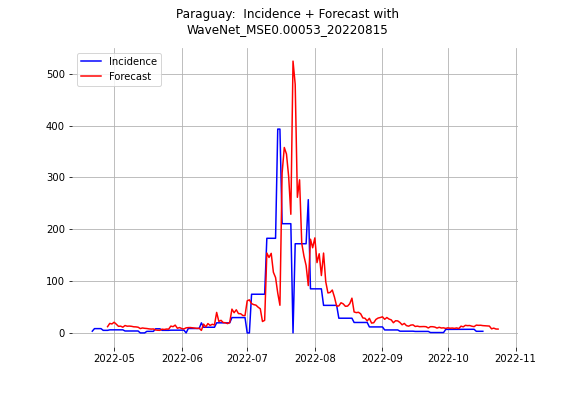 Paraguay:  Incidence + Forecast with
WaveNet_MSE0.00053_20220815
Incidence
Forecast
500
400
300
200
100
0
2022-05 2022-06 2022-07 2022-08 2022-09 2022-10 2022-11